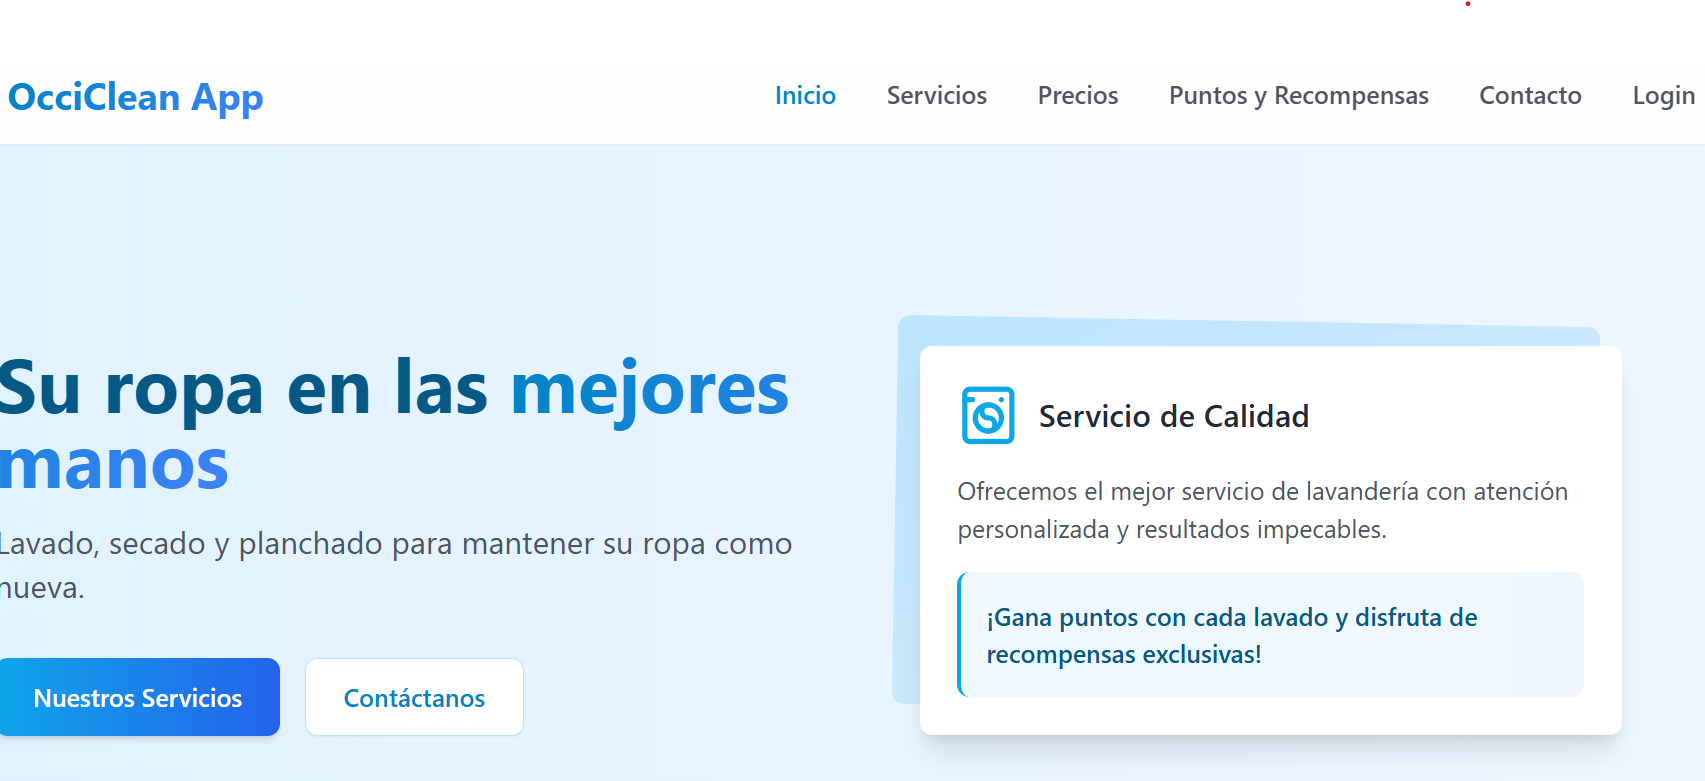 OcciClean App
Inicio
Servicios
Precios
Puntos y Recompensas
Contacto
Login
Su ropa en las mejores
manos
Lavado, secado y planchado para mantener su ropa como
nueva.
Nuestros Servicios
Contáctanos
Servicio de Calidad
Ofrecemos el mejor servicio de lavandería con atención
personalizada y resultados impecables.
¡Gana puntos con cada lavado y disfruta de
recompensas exclusivas!